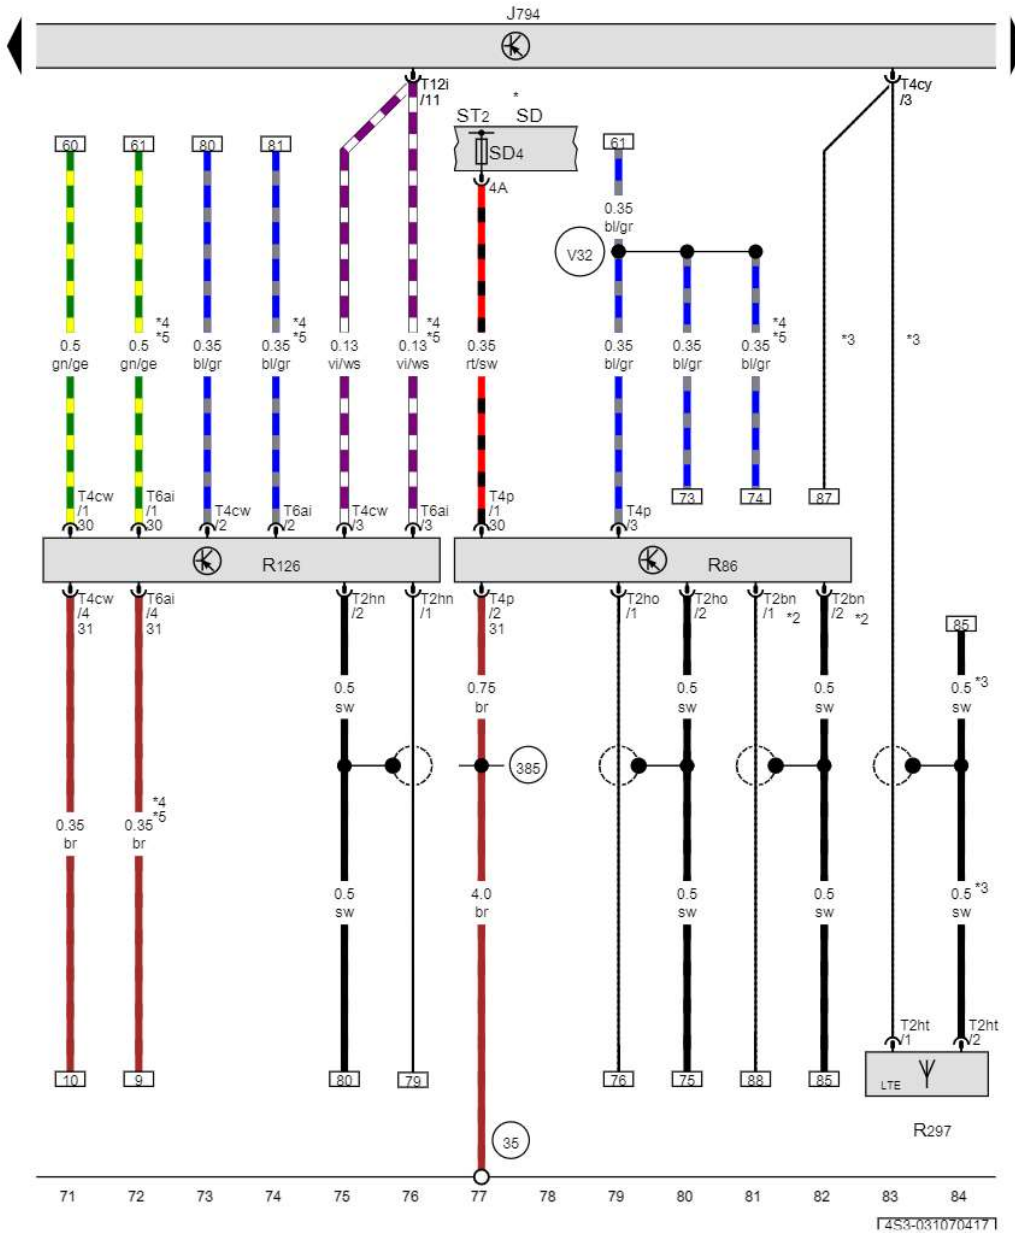 J794
T12i
/11
T4cy
/3
*
ST2 SD
SD4
4A
60 61 80 81 61
0.35
bl/gr
V32
*4
*5
*4
*5
*4
*5
*4
*5
*3 *3
0.5 0.5 0.35 0.35 0.13 0.13 0.35 0.35 0.35 0.35
gn/ge gn/ge bl/gr bl/gr vi/ws vi/ws rt/sw bl/gr bl/gr bl/gr
73 74 87
T4cw
/1
30
T6ai
/1
30
T4cw
/2
T6ai
/2
T4cw
/3
T6ai
/3
T4p
/1
30
T4p
/3
R126
R86
T4cw
/4
31
T6ai
/4
31
T2hn
/2
T2hn
/1
T4p
/2
31
T2ho
/1
T2ho
/2
T2bn
/1 *2
T2bn
/2 *2
85
0.5 0.75 0.5 0.5 0.5 *3
sw br sw sw sw
385
*4
*5
0.35 0.35
br br
0.5 4.0 0.5 0.5 0.5 *3
sw br sw sw sw
T2ht
/1
T2ht
/2
10 9 80 79 76 75 88 85
LTE
R297
35
71 72 73 74 75 76 77 78 79 80 81 82 83 84
4S3-031070417